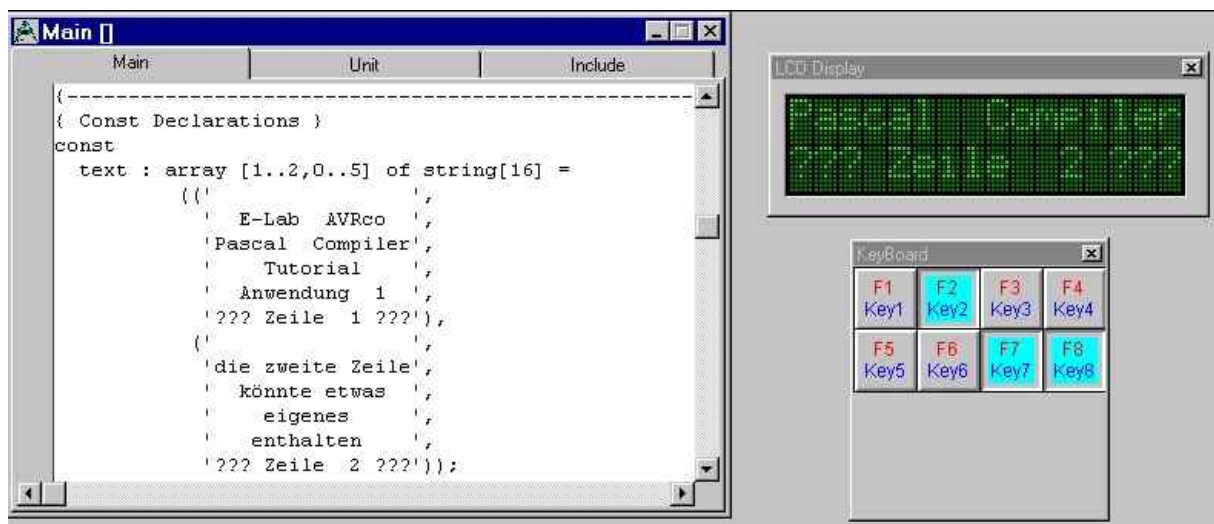 Main []
Main Unit Include
{---------------------------------------------------
{ Const Declarations }
const
text : array [1..2,0..5] of string[16] =
(('                ',
'   E-Lab  AVRco  ',
'Pascal  Compiler',
'    Tutorial    ',
'  Anwendung  1  ',
'??? Zeile  1 ???'),
('                ',
'die zweite Zeile',
'  könnte etwas  ',
'    eigenes     ',
'   enthalten    ',
'??? Zeile  2 ???'));
LCD Display
Pascal  Compiler
??? Zeile  2 ???
KeyBoard
F1 F2 F3 F4
Key1 Key2 Key3 Key4
F5 F6 F7 F8
Key5 Key6 Key7 Key8